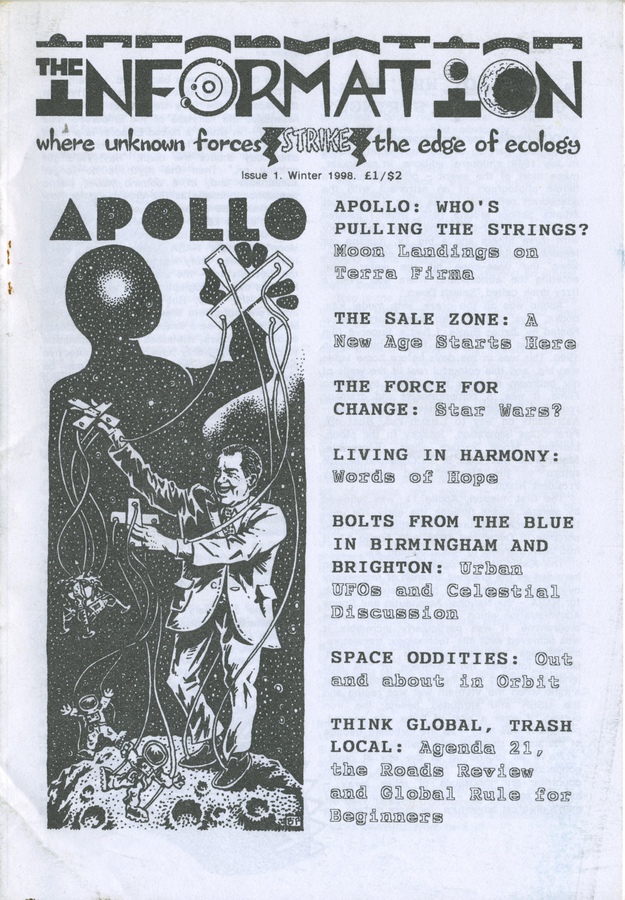 THE INFORMATION
where unknown forces STRIKE the edge of ecology
Issue 1. Winter 1998. £1/$2
APOLLO
APOLLO: WHO'S
PULLING THE STRINGS?
Moon Landings on
Terra Firma
THE SALE ZONE: A
New Age Starts Here
THE FORCE FOR
CHANGE: Star Wars?
LIVING IN HARMONY:
Words of Hope
BOLTS FROM THE BLUE
IN BIRMINGHAM AND
BRIGHTON: Urban
UFOs and Celestial
Discussion
SPACE ODDITIES: Out
and about in Orbit
THINK GLOBAL, TRASH
LOCAL: Agenda 21,
the Roads Review
and Global Rule for
Beginners